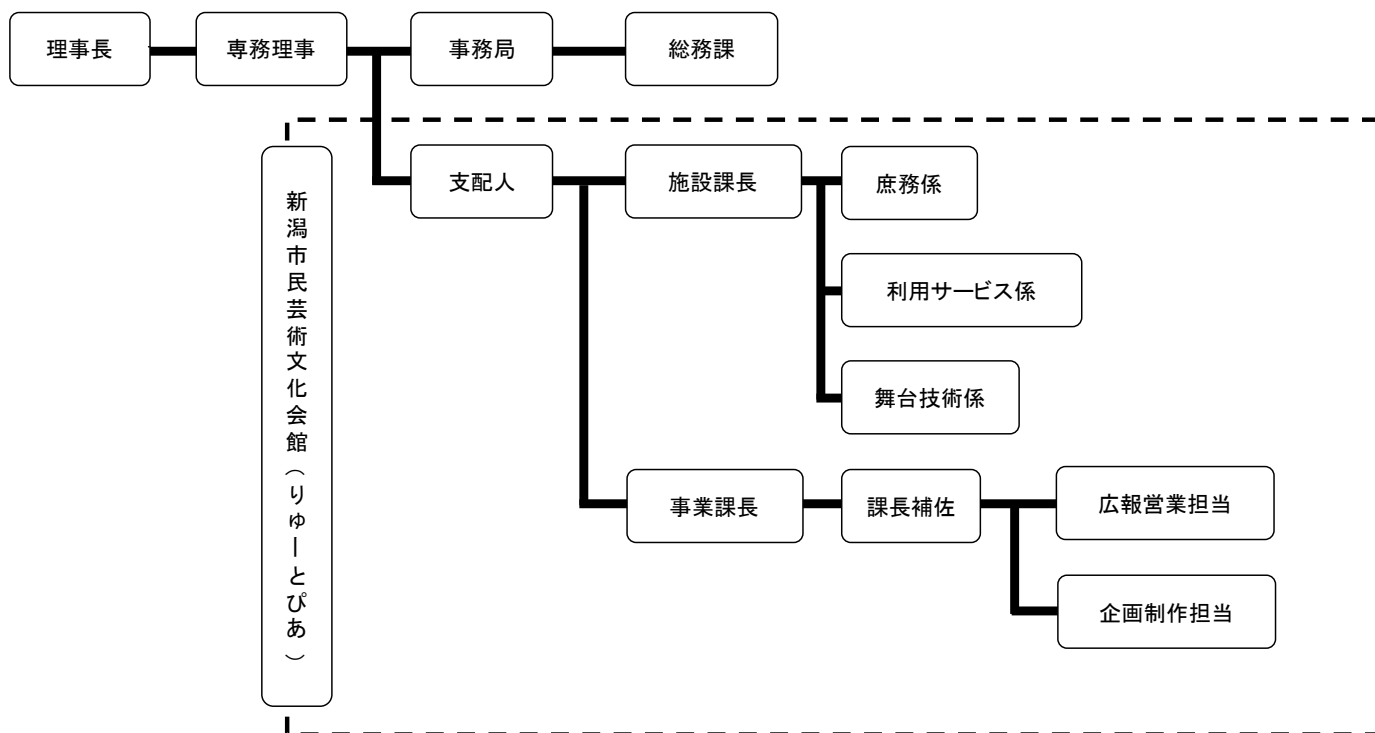 理事長
専務理事
事務局
総務課
新潟市民芸術文化会館(りゅーとぴあ)
支配人
施設課長
庶務係
利用サービス係
舞台技術係
事業課長
課長補佐
広報営業担当
企画制作担当